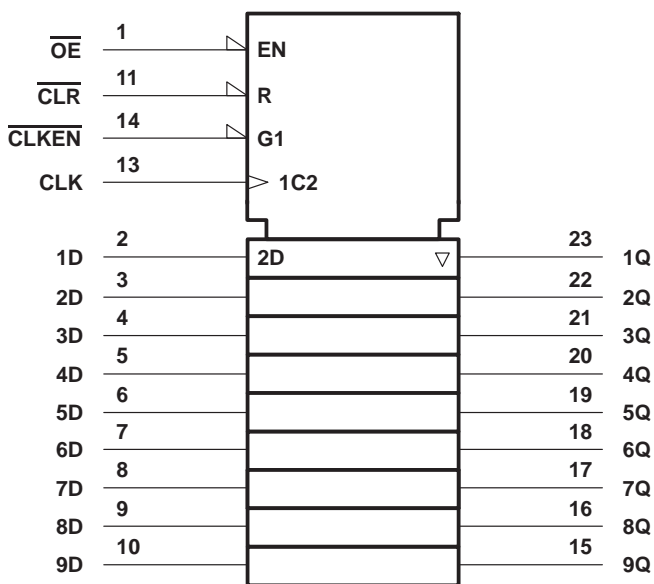 1
OE EN
11
CLR R
14
CLKEN G1
13
CLK 1C2
2 23
1D 2D 1Q
3 22
2D 2Q
4 21
3D 3Q
5 20
4D 4Q
6 19
5D 5Q
7 18
6D 6Q
8 17
7D 7Q
9 16
8D 8Q
10 15
9D 9Q